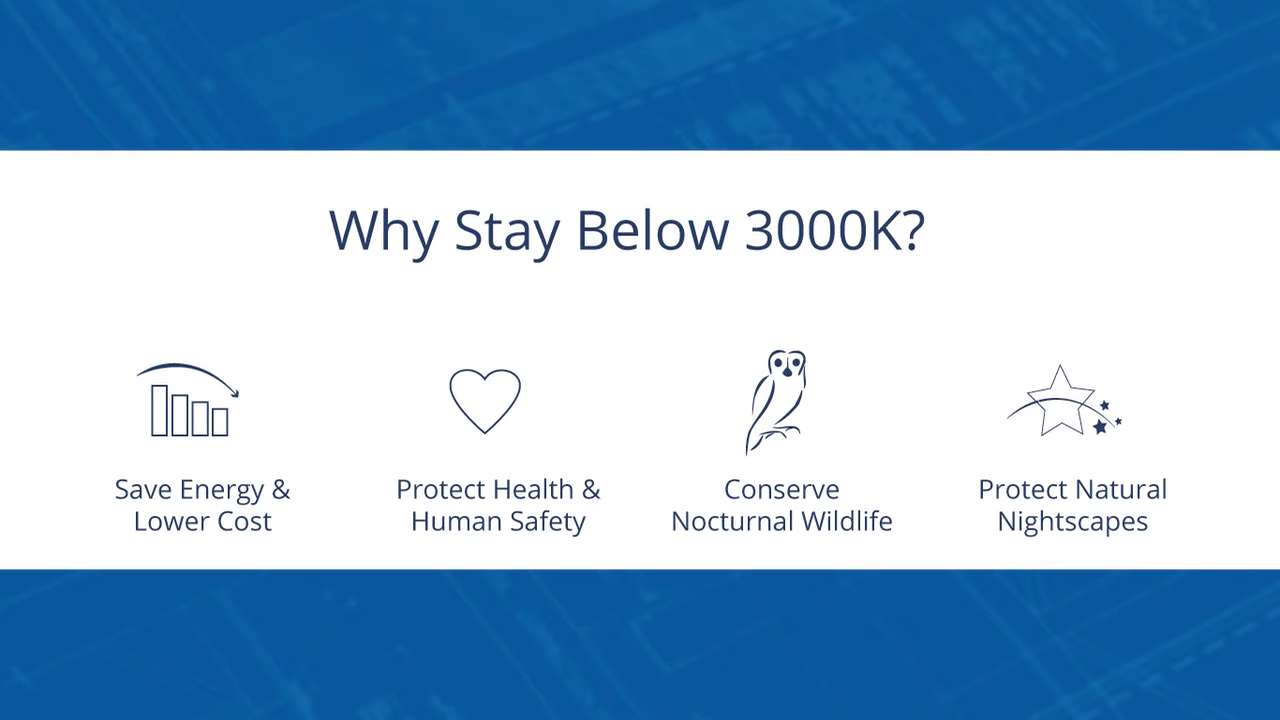 Why Stay Below 3000K?
Save Energy &
Lower Cost
Protect Health &
Human Safety
Conserve
Nocturnal Wildlife
Protect Natural
Nightscapes